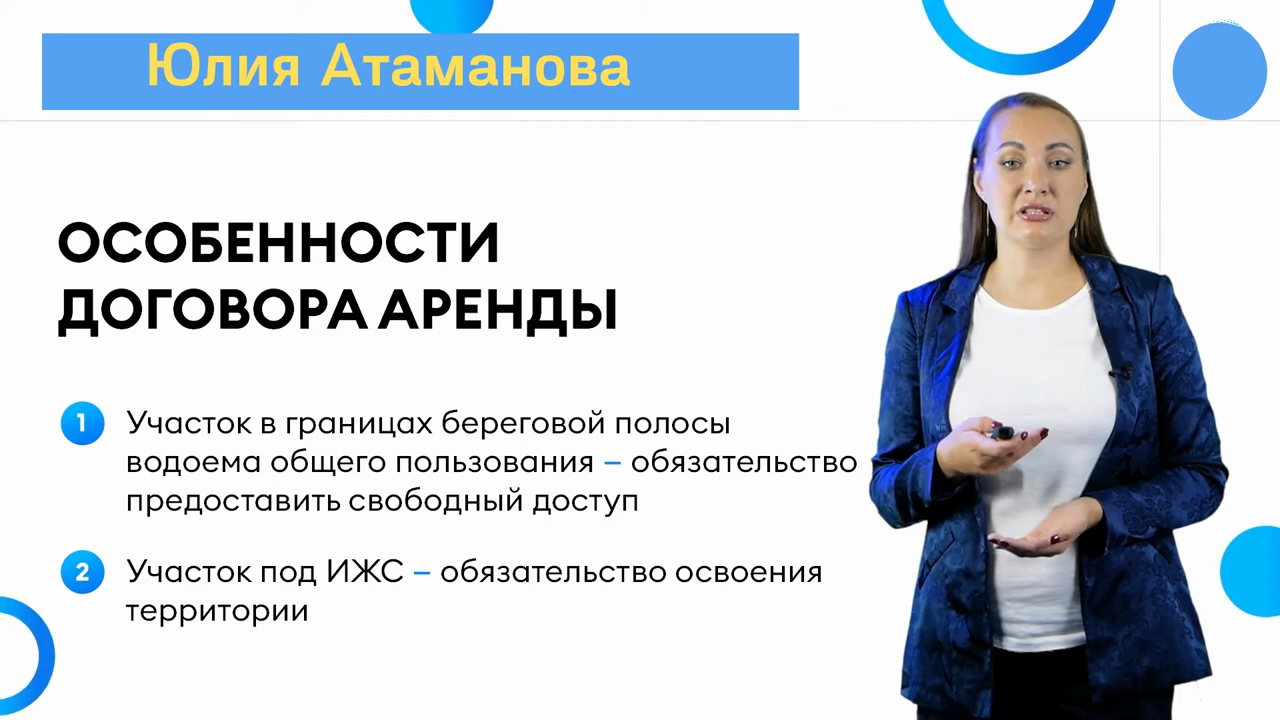 Юлия Атаманова
ОСОБЕННОСТИ
ДОГОВОРА АРЕНДЫ
1 Участок в границах береговой полосы
водоема общего пользования – обязательство
предоставить свободный доступ
2 Участок под ИЖС – обязательство освоения
территории